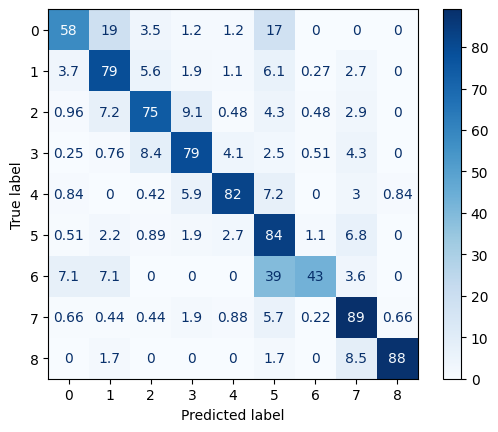 0 58 19 3.5 1.2 1.2 17 0 0 0
1 3.7 79 5.6 1.9 1.1 6.1 0.27 2.7 0
2 0.96 7.2 75 9.1 0.48 4.3 0.48 2.9 0
3 0.25 0.76 8.4 79 4.1 2.5 0.51 4.3 0
4 0.84 0 0.42 5.9 82 7.2 0 3 0.84
5 0.51 2.2 0.89 1.9 2.7 84 1.1 6.8 0
6 7.1 7.1 0 0 0 39 43 3.6 0
7 0.66 0.44 0.44 1.9 0.88 5.7 0.22 89 0.66
8 0 1.7 0 0 0 1.7 0 8.5 88
0 1 2 3 4 5 6 7 8
Predicted label
True label
80
70
60
50
40
30
20
10
0